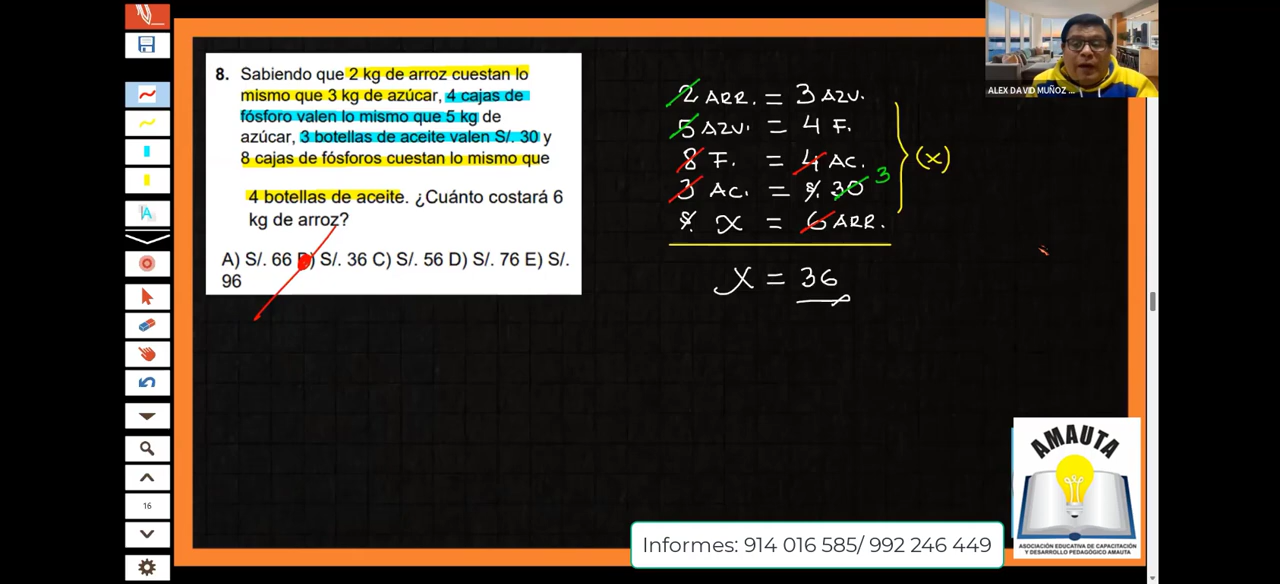 ALEX DAVID MUÑOZ ...
8. Sabiendo que 2 kg de arroz cuestan lo
mismo que 3 kg de azúcar, 4 cajas de
fósforo valen lo mismo que 5 kg de
azúcar, 3 botellas de aceite valen S/. 30 y
8 cajas de fósforos cuestan lo mismo que
4 botellas de aceite. ¿Cuánto costará 6
kg de arroz?
A) S/. 66 B) S/. 36 C) S/. 56 D) S/. 76 E) S/.
96
2 ARR. = 3 AZU.
5 AZU. = 4 F.
8 F. = 4 AC.
3 AC. = $. 30 3
$. x = 6 ARR.
(x)
x = 36
A
16
AMAUTA
ASOCIACIÓN EDUCATIVA DE CAPACITACIÓN
Y DESARROLLO PEDAGÓGICO AMAUTA
Informes: 914 016 585/ 992 246 449